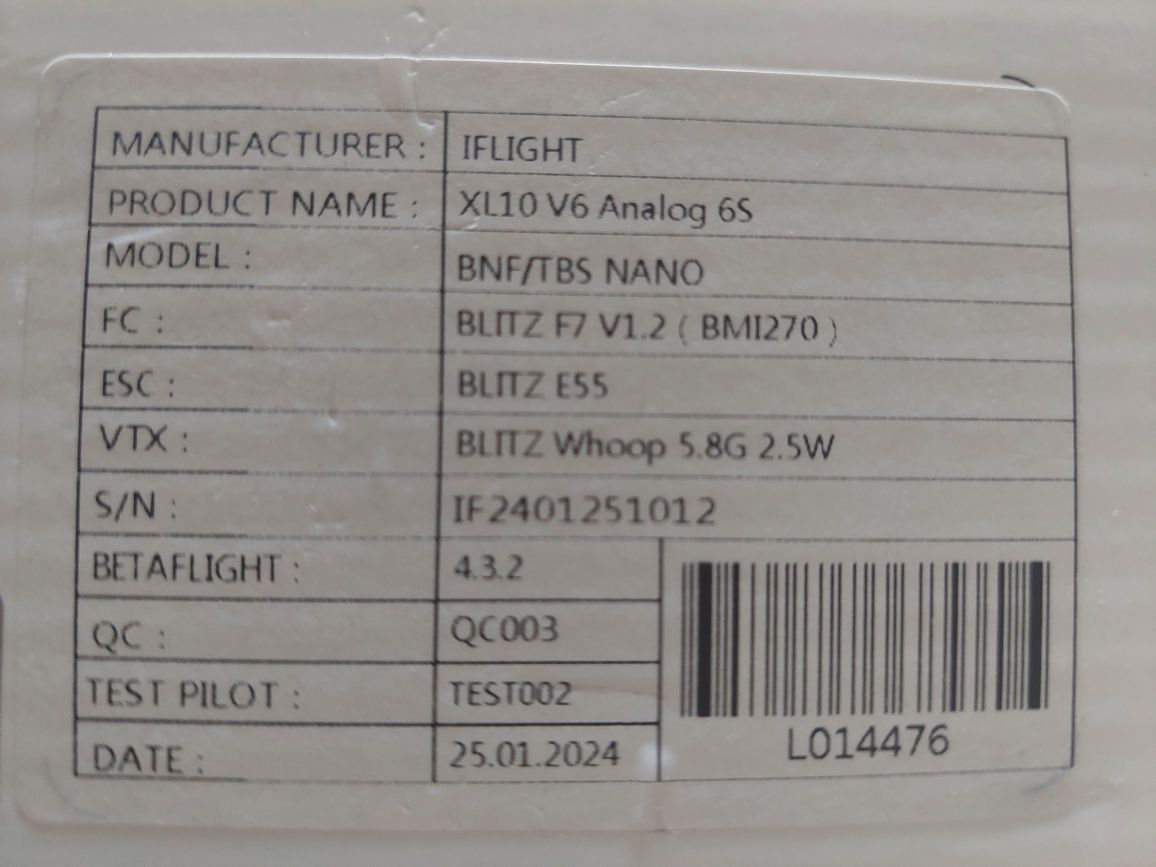 MANUFACTURER : IFLIGHT
PRODUCT NAME : XL10 V6 Analog 6S
MODEL : BNF/TBS NANO
FC : BLITZ F7 V1.2 ( BMI270 )
ESC : BLITZ E55
VTX : BLITZ Whoop 5.8G 2.5W
S/N : IF2401251012
BETAFLIGHT : 4.3.2
QC : QC003
TEST PILOT : TEST002
DATE : 25.01.2024
L014476